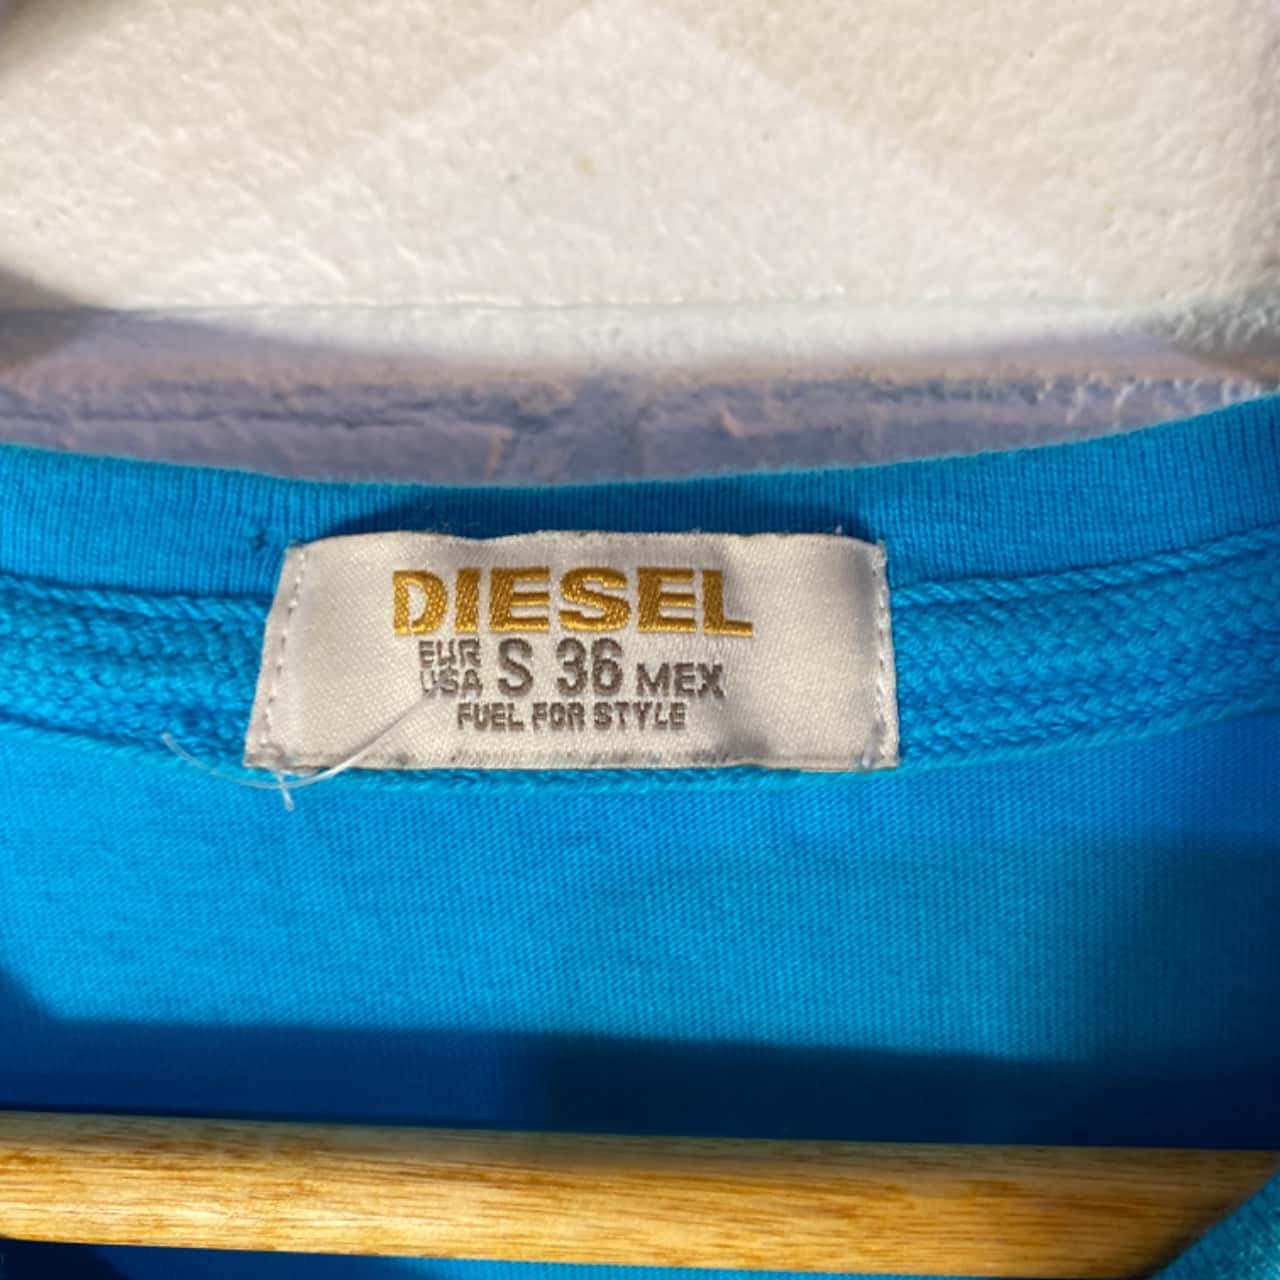 DIESEL
EUR USA S 36 MEX
FUEL FOR STYLE